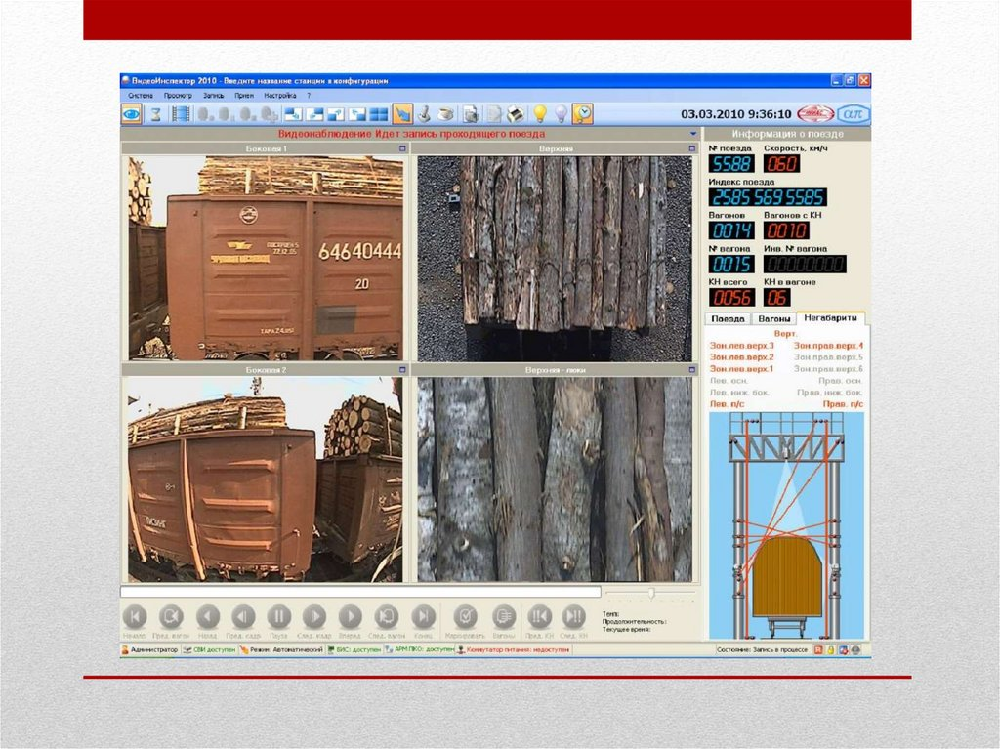 ВидеоИнспектор 2010 - Введите название станции в конфигурации
Система Просмотр Запись Прием Настройка ?
03.03.2010 9:36:10
απ
Видеонаблюдение Идет запись проходящего поезда
Информация о поезде
Боковая 1
Верхняя
№ поезда Скорость, км/ч
5588 060
Индекс поезда
2585 569 5585
Вагонов Вагонов с КН
0014 0010
№ вагона Инв. № вагона
0015
КН всего КН в вагоне
0056 06
64640444
20
Поезда Вагоны Негабариты
Верт.
Зон.лев.верх.3 Зон.прав.верх.4
Зон.лев.верх.2 Зон.прав.верх.5
Зон.лев.верх.1 Зон.прав.верх.6
Лев. осн. Прав. осн.
Лев. ниж. бок. Прав. ниж. бок.
Лев. п/с Прав. п/с
Боковая 2
Верхняя - люки
Начало Пред. вагон Назад Пред. кадр Пауза След. кадр Вперед След. вагон Конец Маркировать Вагоны Пред. КН След. КН
Темп:
Продолжительность:
Текущее время:
Администратор СВИ доступен Режим: Автоматический БИС: доступен АРМ ПКО: доступен Коммутатор питания: недоступен Состояние: Запись в процессе